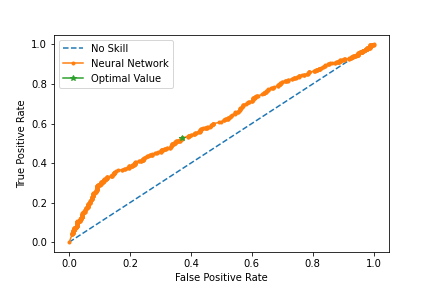 No Skill
Neural Network
Optimal Value
1.0
0.8
0.6
0.4
0.2
0.0
True Positive Rate
0.0 0.2 0.4 0.6 0.8 1.0
False Positive Rate